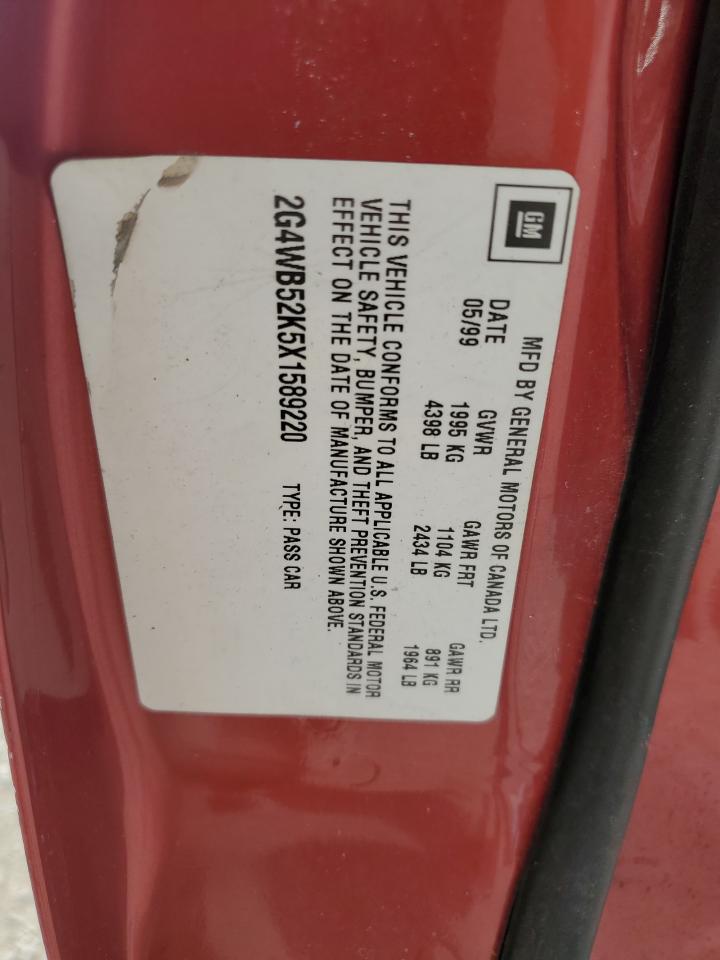 GM
MFD BY GENERAL MOTORS OF CANADA LTD.
DATE GVWR GAWR FRT GAWR RR
05/99 1995 KG 1104 KG 891 KG
4398 LB 2434 LB 1964 LB
THIS VEHICLE CONFORMS TO ALL APPLICABLE U.S. FEDERAL MOTOR
VEHICLE SAFETY, BUMPER, AND THEFT PREVENTION STANDARDS IN
EFFECT ON THE DATE OF MANUFACTURE SHOWN ABOVE.
2G4WB52K5X1589220 TYPE: PASS CAR